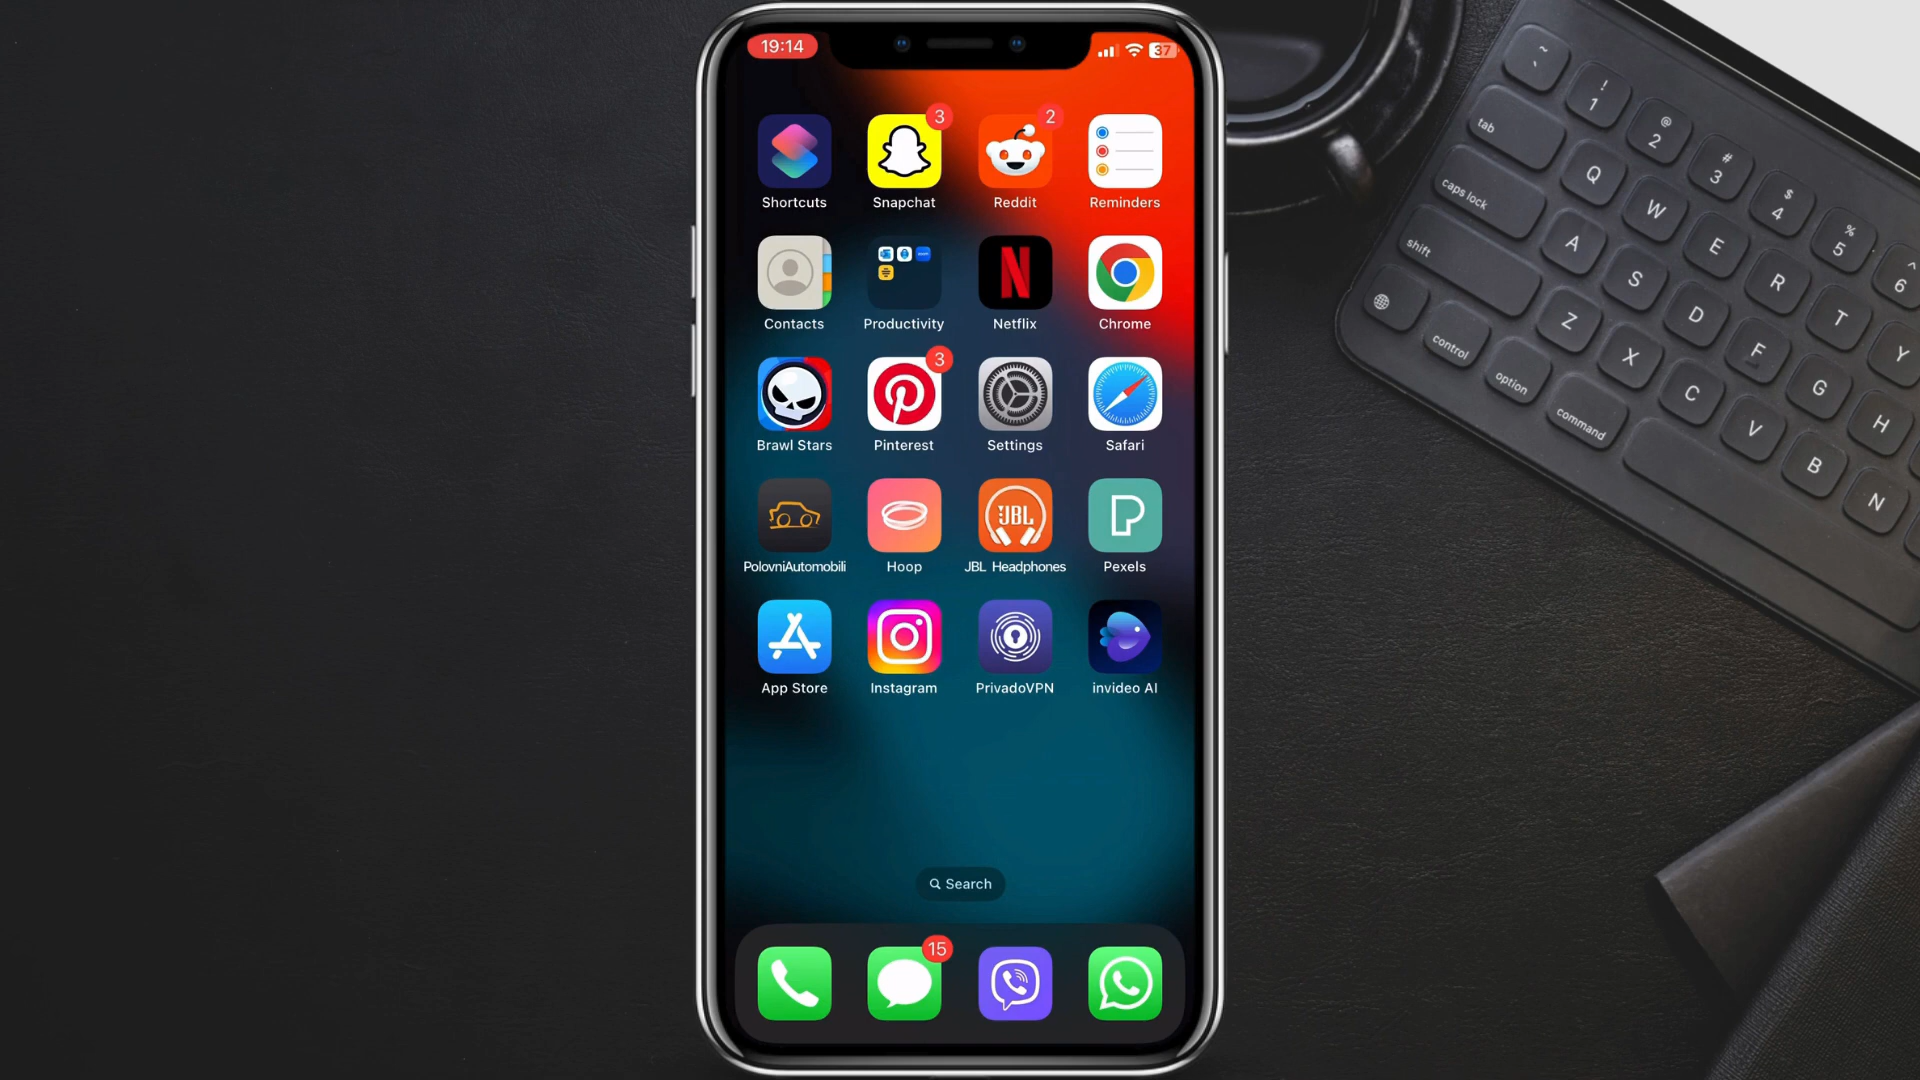 19:14
37
3
2
Shortcuts
Snapchat
Reddit
Reminders
Contacts
Productivity
Netflix
Chrome
3
Brawl Stars
Pinterest
Settings
Safari
JBL
PolovniAutomobili
Hoop
JBL Headphones
Pexels
App Store
Instagram
PrivadoVPN
invideo AI
Search
15
~
`
! 1
@ 2
# 3
$ 4
% 5
^ 6
tab
Q
W
E
R
T
Y
caps lock
A
S
D
F
G
H
shift
Z
X
C
V
B
N
control
option
command